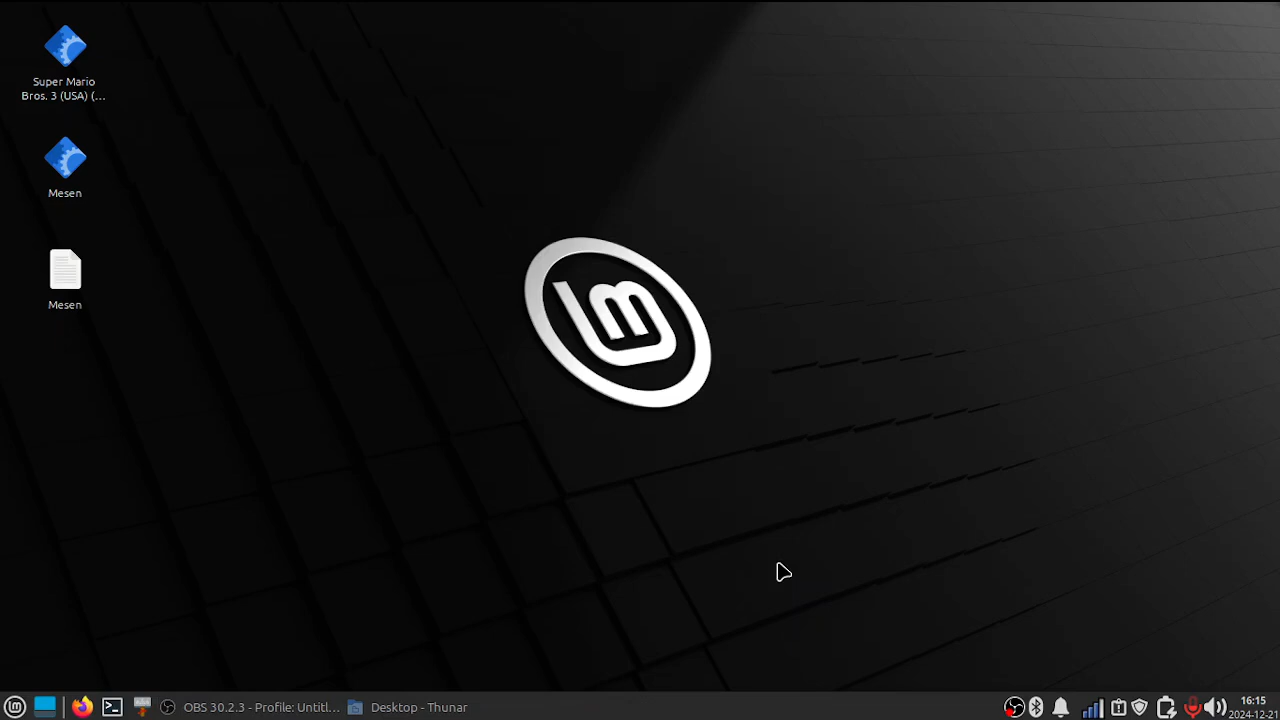 Super Mario
Bros. 3 (USA) (...
Mesen
Mesen
lm
OBS 30.2.3 - Profile: Untitl...
Desktop - Thunar
16:15
2024-12-21